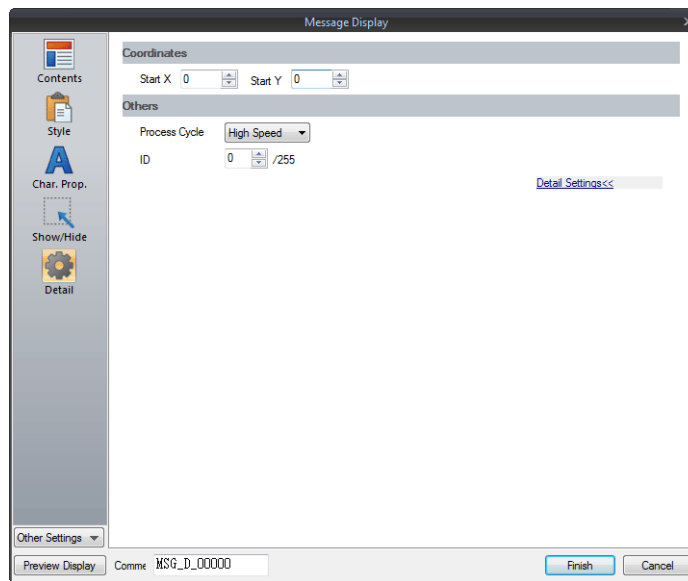 Message Display
Contents
Style
Char. Prop.
Show/Hide
Detail
Other Settings
Coordinates
Start X 0 Start Y 0
Others
Process Cycle High Speed
ID 0 /255
Detail Settings<<
Preview Display Comme MSG_D_00000 Finish Cancel